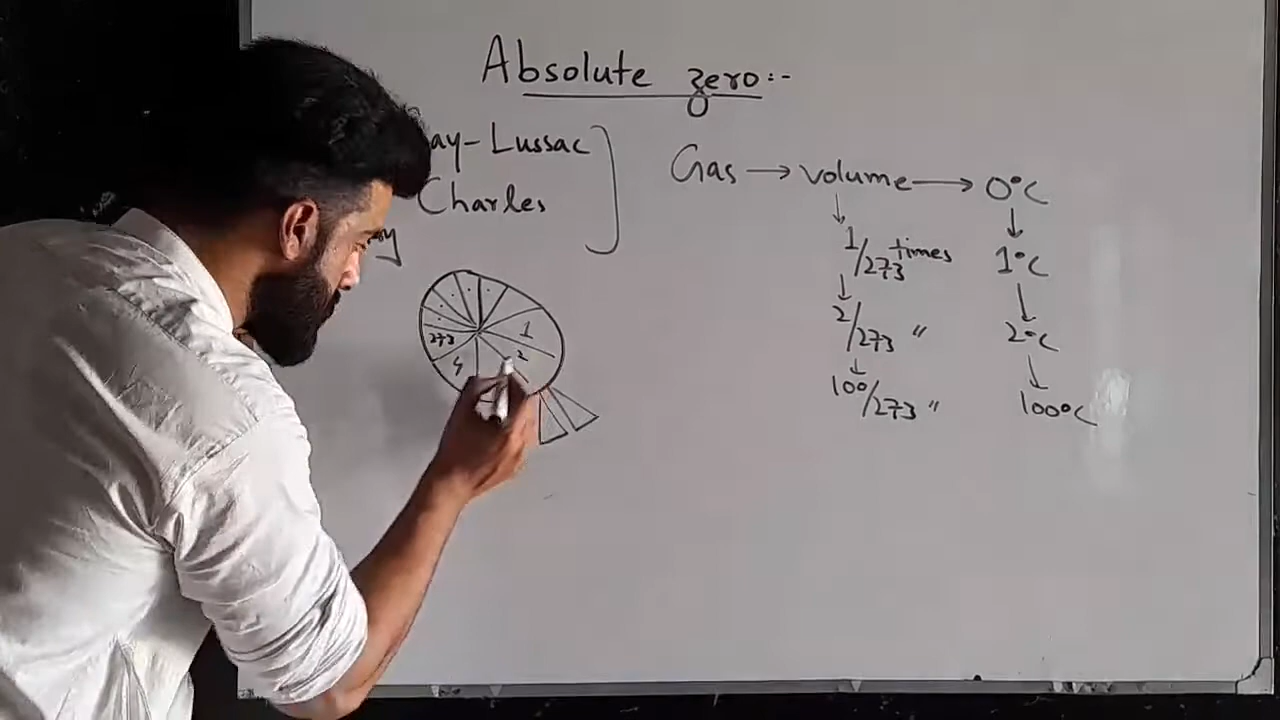 Absolute zero:-
ay-Lussac
Charles
y
Gas → volume → 0°C
↓ ↓
1/273 times 1°C
↓ ↓
2/273 " 2°C
↓ ↓
100/273 " 100°C
1
273
2
4